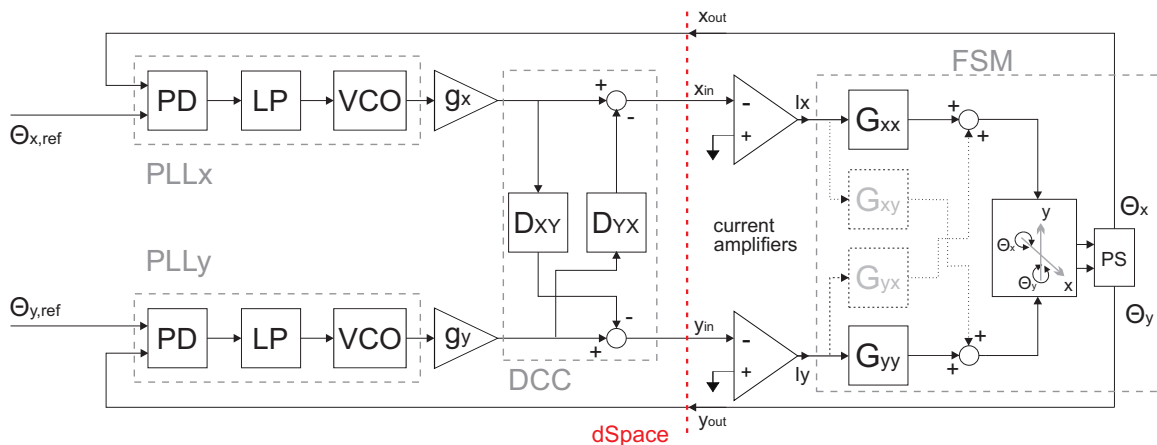 xout
FSM
PD
LP
VCO
gx
+
-
xin
-
+
Ix
Gxx
+
+
Θx,ref
PLLx
Gxy
DXY
DYX
current
amplifiers
y
Θx
Θy
x
Θx
PS
Θy
PLLy
Gyx
Θy,ref
-
+
PD
LP
VCO
gy
+
yin
-
+
Iy
Gyy
+
+
DCC
yout
dSpace